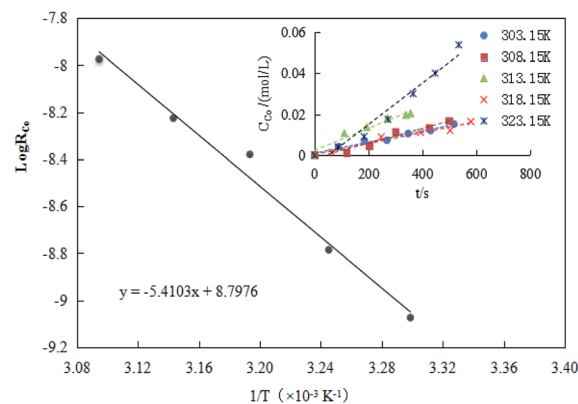 -7.8
-8
-8.2
-8.4
-8.6
-8.8
-9
-9.2
LogR_Co
3.08 3.12 3.16 3.20 3.24 3.28 3.32 3.36 3.40
1/T (×10⁻³ K⁻¹)
y = -5.4103x + 8.7976
0.06
0.04
0.02
0
C_Co /(mol/L)
0 200 400 600 800
t/s
303.15K
308.15K
313.15K
318.15K
323.15K